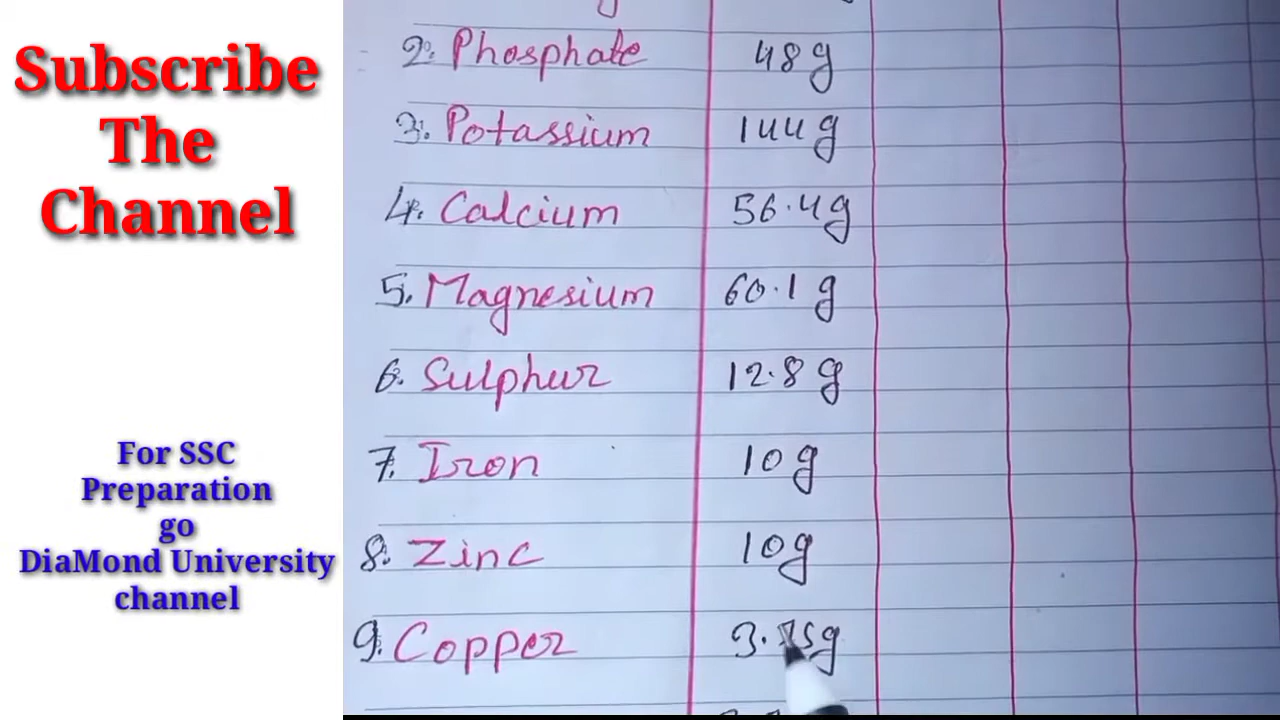 Subscribe
The
Channel
For SSC
Preparation
go
DiaMond University
channel
2. Phosphate 48g
3. Potassium 144g
4. Calcium 56.4g
5. Magnesium 60.1g
6. Sulphur 12.8g
7. Iron 10g
8. Zinc 10g
9. Copper